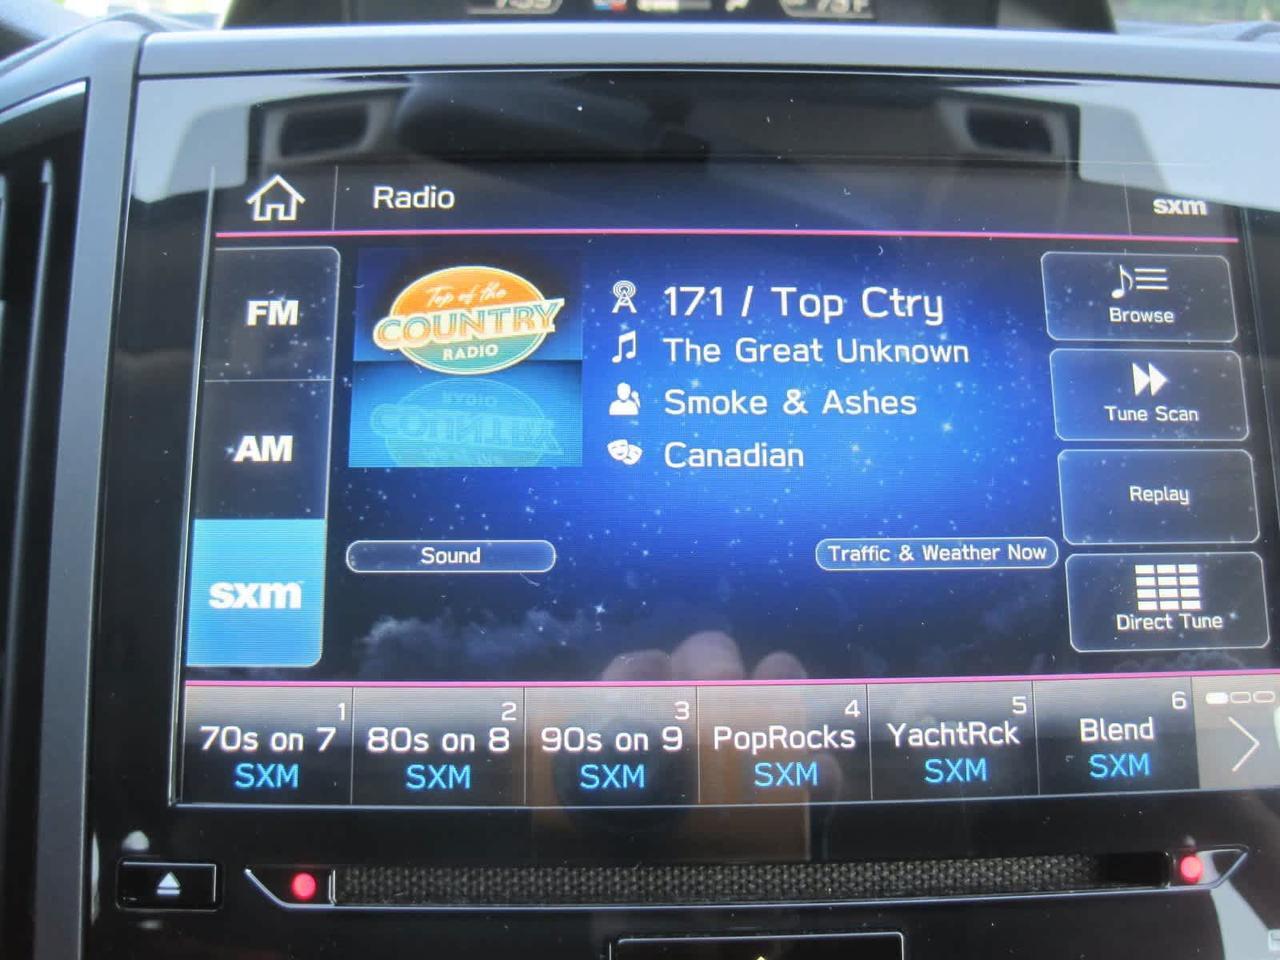 Radio
sxm
FM
AM
sxm
Top of the
COUNTRY
RADIO
171 / Top Ctry
The Great Unknown
Smoke & Ashes
Canadian
Sound
Traffic & Weather Now
Browse
Tune Scan
Replay
Direct Tune
1
70s on 7
SXM
2
80s on 8
SXM
3
90s on 9
SXM
4
PopRocks
SXM
5
YachtRck
SXM
6
Blend
SXM